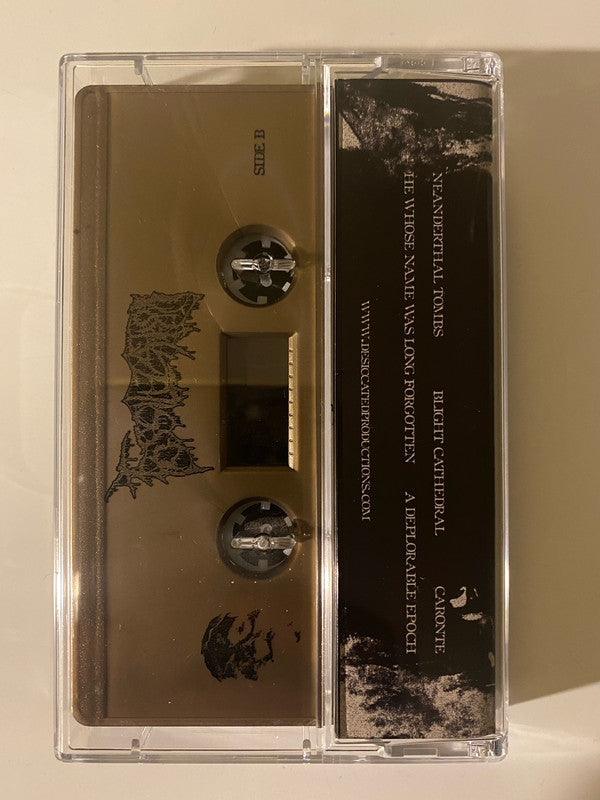 SIDE B
NEANDERTHAL TOMBS BLIGHT CATHEDRAL CARONTE
HE WHOSE NAME WAS LONG FORGOTTEN A DEPLORABLE EPOCH
WWW.DESICCATEDPRODUCTIONS.COM